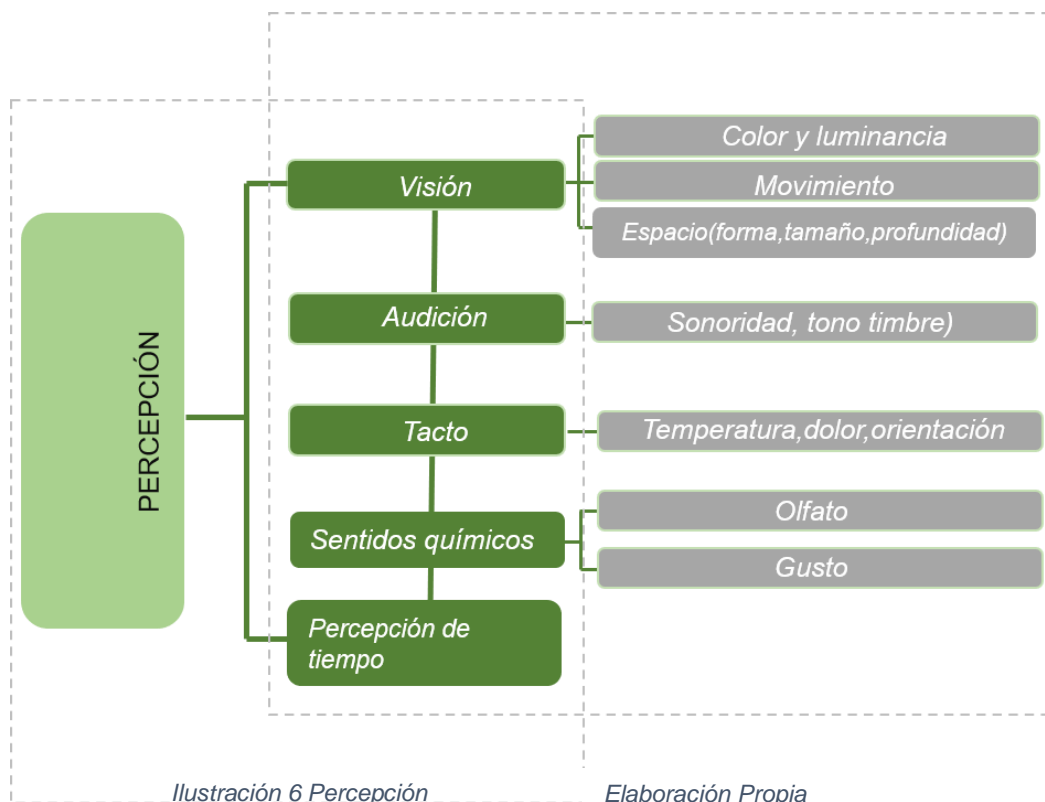 PERCEPCIÓN
Visión
Color y luminancia
Movimiento
Espacio(forma,tamaño,profundidad)
Audición
Sonoridad, tono timbre)
Tacto
Temperatura,dolor,orientación
Sentidos químicos
Olfato
Gusto
Percepción de
tiempo
Ilustración 6 Percepción
Elaboración Propia